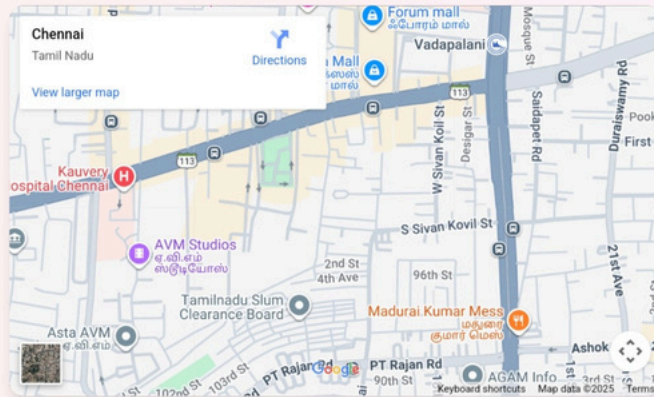 Chennai
Tamil Nadu
Directions
View larger map
Forum mall
ஃபோரம் மால்
Vadapalani
Mall
மால்
113
113
Kauvery
ospital Chennai
H
AVM Studios
ஏ.வி.எம்
ஸ்டூடியோஸ்
W Sivan Koil St
Desigar St
Mosque St
Saidapet Rd
Duraiswamy Rd
Pook
First
S Sivan Kovil St
2nd St
4th Ave
96th St
21st Ave
Tamilnadu Slum
Clearance Board
Madurai Kumar Mess
மதுரை
குமார் மெஸ்
Asta AVM
ஏ.வி.எம்
102nd St
103rd St
PT Rajan Rd
Google
PT Rajan Rd
90th St
Ashok
1st
AGAM Info
Keyboard shortcuts
Map data ©2025
Terms